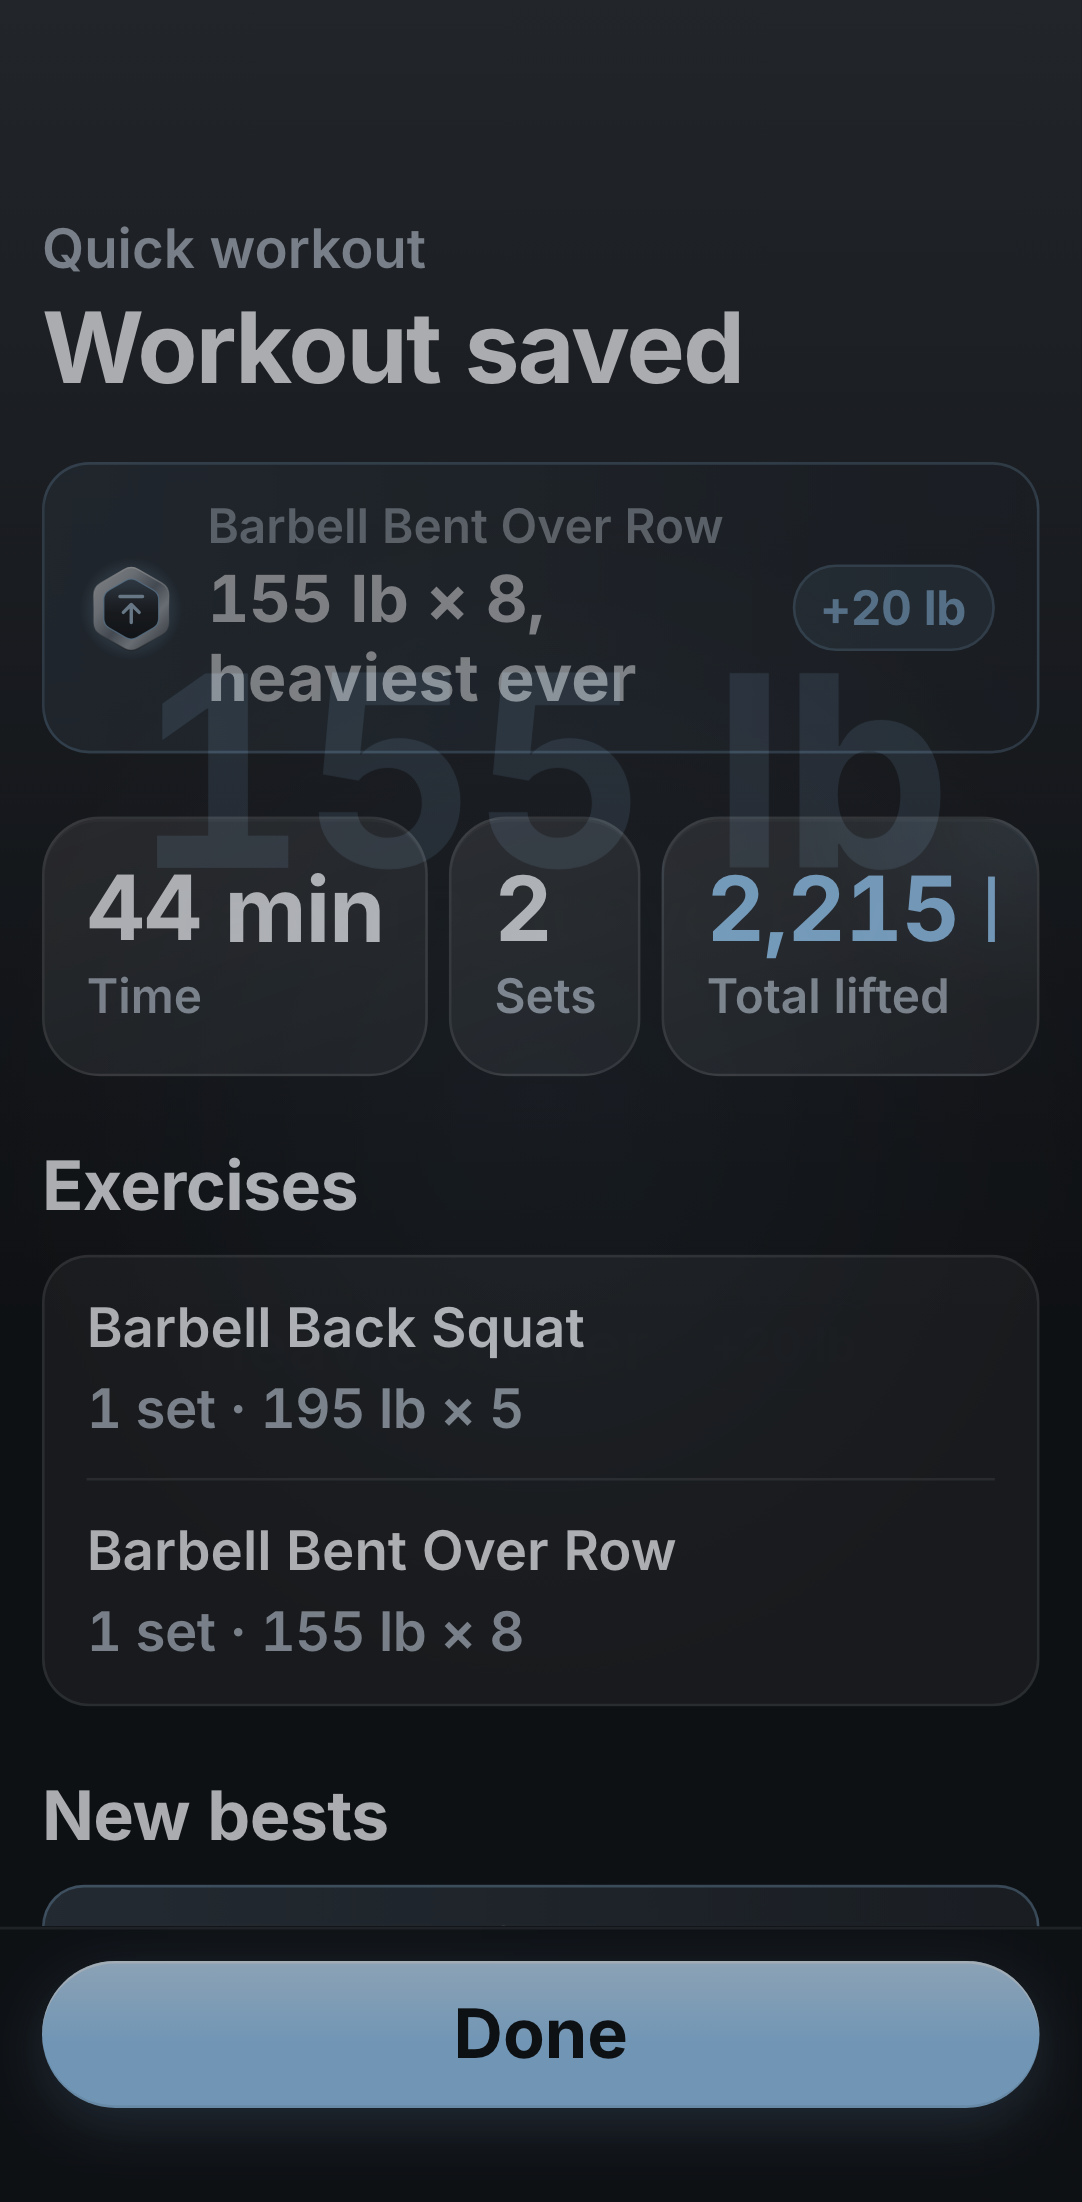 Quick workout
Workout saved
Barbell Bent Over Row
155 lb × 8,
heaviest ever
+20 lb
155 lb
44 min
Time
2
Sets
2,215 l
Total lifted
Exercises
Barbell Back Squat
1 set · 195 lb × 5
Barbell Bent Over Row
1 set · 155 lb × 8
New bests
Done